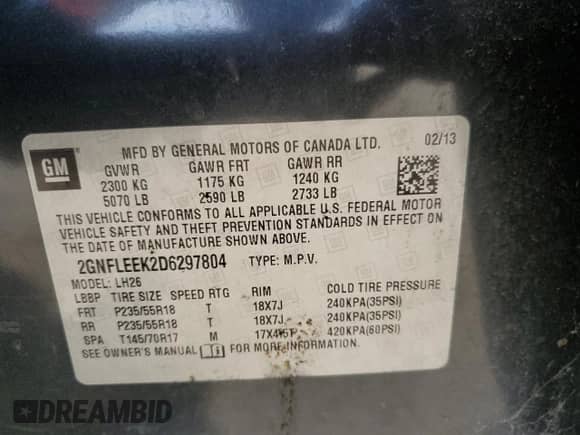 GM
MFD BY GENERAL MOTORS OF CANADA LTD. 02/13
GVWR GAWR FRT GAWR RR
2300 KG 1175 KG 1240 KG
5070 LB 2590 LB 2733 LB
THIS VEHICLE CONFORMS TO ALL APPLICABLE U.S. FEDERAL MOTOR
VEHICLE SAFETY AND THEFT PREVENTION STANDARDS IN EFFECT ON
THE DATE OF MANUFACTURE SHOWN ABOVE.
2GNFLEEK2D6297804 TYPE: M.P.V.
MODEL: LH26
LBBP TIRE SIZE SPEED RTG RIM COLD TIRE PRESSURE
FRT P235/55R18 T 18X7J 240KPA(35PSI)
RR P235/55R18 T 18X7J 240KPA(35PSI)
SPA T145/70R17 M 420KPA(60PSI)
SEE OWNER'S MANUAL FOR MORE INFORMATION.
DREAMBID